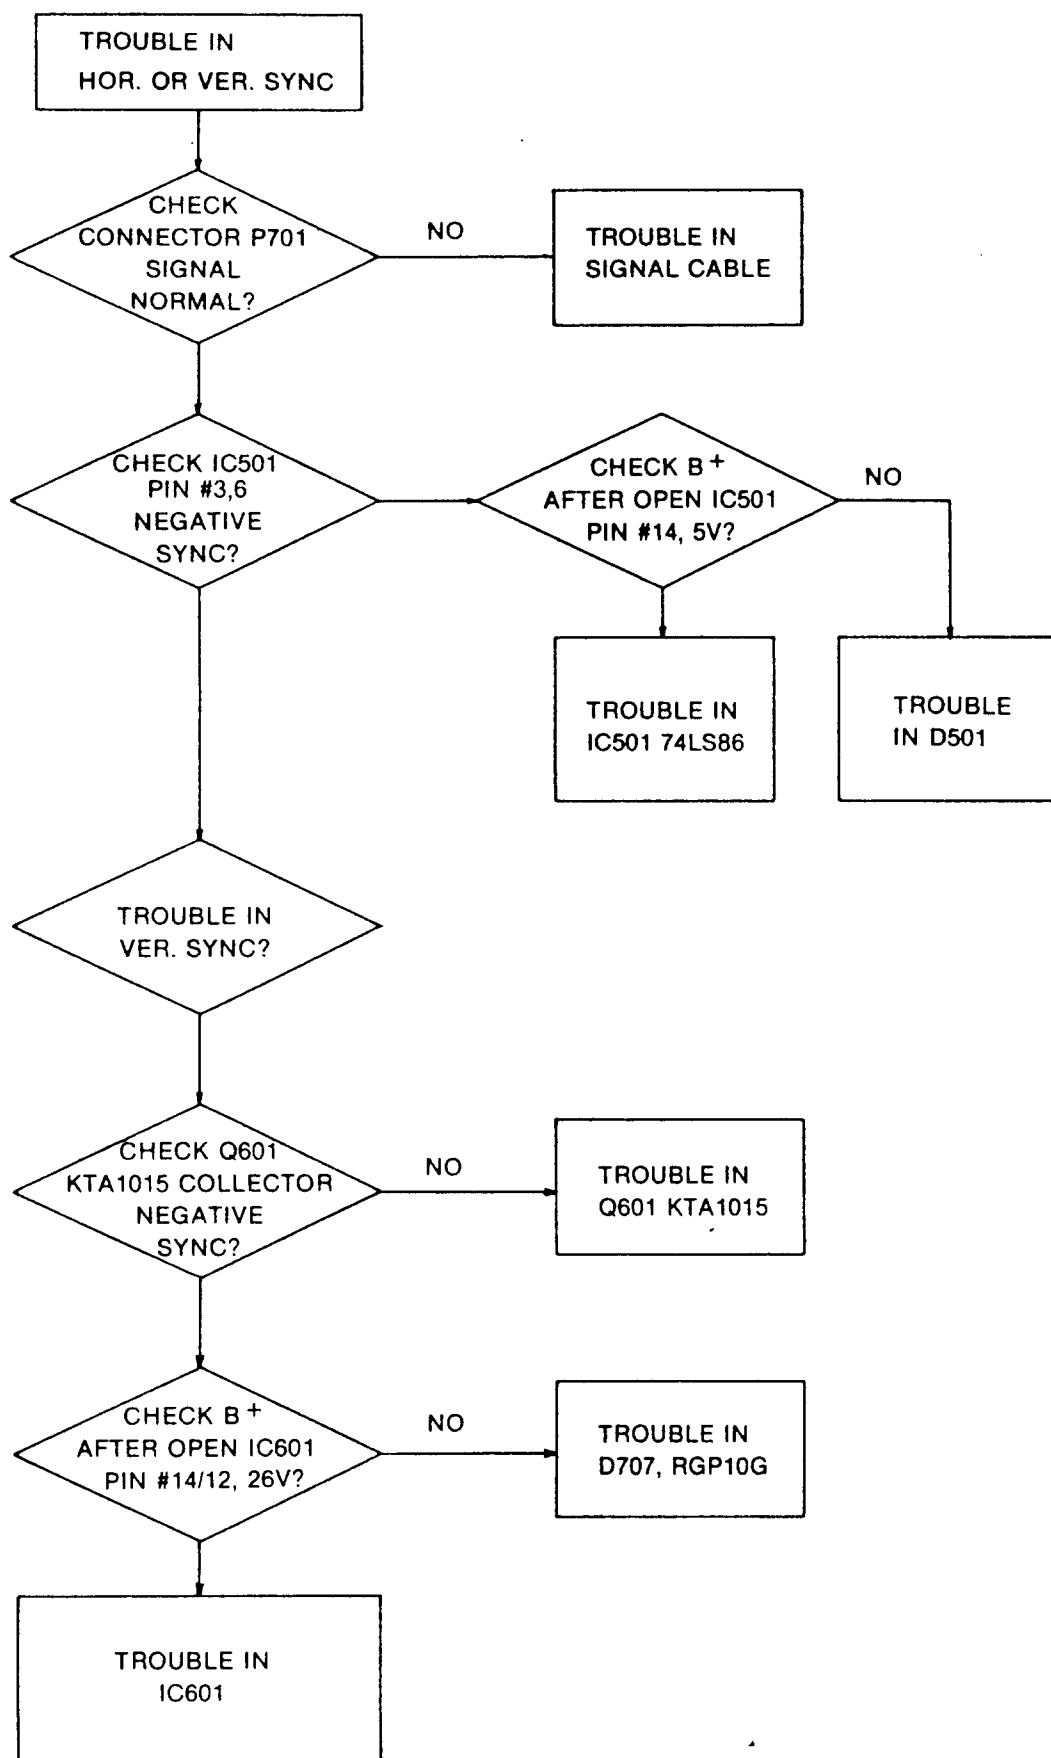 TROUBLE IN
HOR. OR VER. SYNC
CHECK
CONNECTOR P701
SIGNAL
NORMAL?
NO
TROUBLE IN
SIGNAL CABLE
CHECK IC501
PIN #3,6
NEGATIVE
SYNC?
CHECK B+
AFTER OPEN IC501
PIN #14, 5V?
NO
TROUBLE IN
IC501 74LS86
TROUBLE
IN D501
TROUBLE IN
VER. SYNC?
CHECK Q601
KTA1015 COLLECTOR
NEGATIVE
SYNC?
NO
TROUBLE IN
Q601 KTA1015
CHECK B+
AFTER OPEN IC601
PIN #14/12, 26V?
NO
TROUBLE IN
D707, RGP10G
TROUBLE IN
IC601